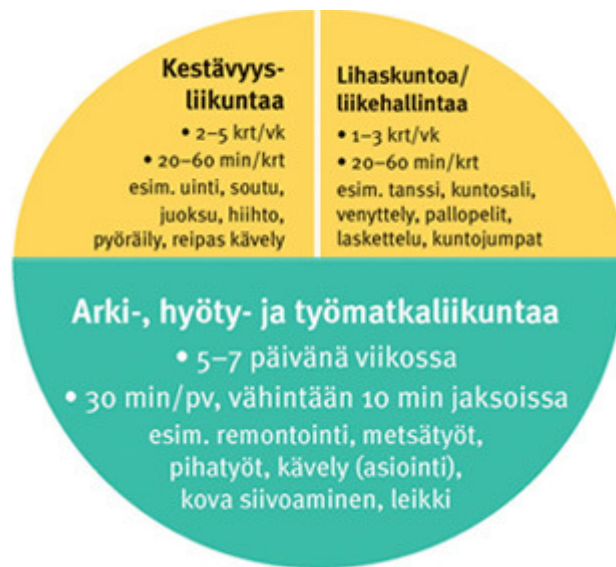 Kestävyys-
liikuntaa
• 2–5 krt/vk
• 20–60 min/krt
esim. uinti, soutu,
juoksu, hiihto,
pyöräily, reipas kävely
Lihaskuntoa/
liikehallintaa
• 1–3 krt/vk
• 20–60 min/krt
esim. tanssi, kuntosali,
venyttely, pallopelit,
laskettelu, kuntojumpat
Arki-, hyöty- ja työmatkaliikuntaa
• 5–7 päivänä viikossa
• 30 min/pv, vähintään 10 min jaksoissa
esim. remontointi, metsätyöt,
pihatyöt, kävely (asiointi),
kova siivoaminen, leikki